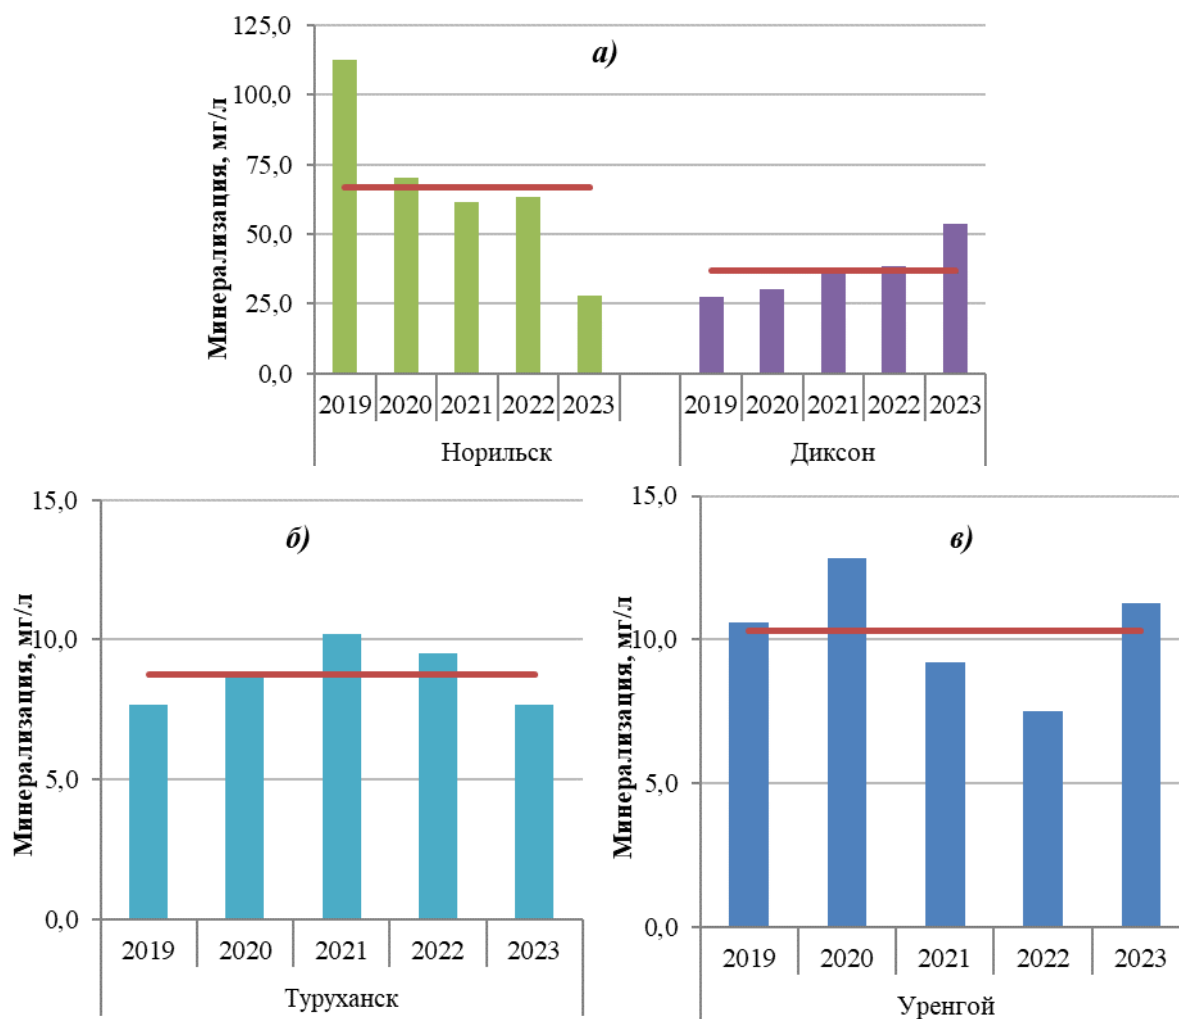 а)
Минерализация, мг/л
125,0
100,0
75,0
50,0
25,0
0,0
2019 2020 2021 2022 2023 2019 2020 2021 2022 2023
Норильск Диксон
б)
Минерализация, мг/л
15,0
10,0
5,0
0,0
2019 2020 2021 2022 2023
Туруханск
в)
Минерализация, мг/л
15,0
10,0
5,0
0,0
2019 2020 2021 2022 2023
Уренгой